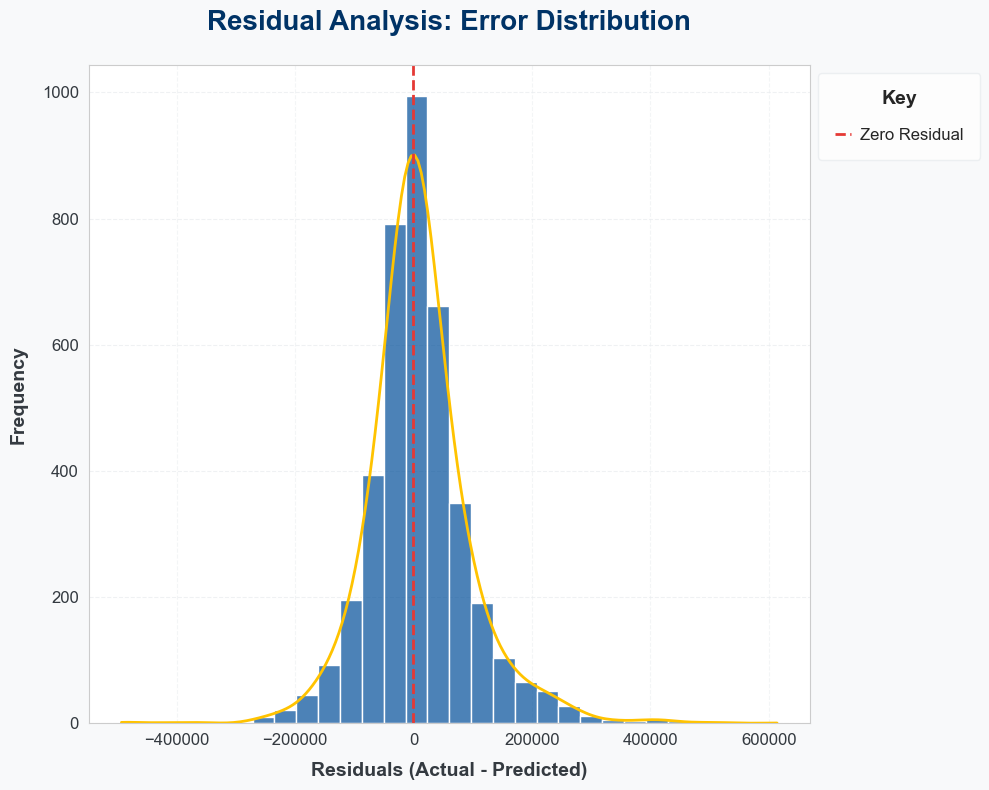 Residual Analysis: Error Distribution
Key
Zero Residual
1000
800
600
400
200
0
Frequency
−400000
−200000
0
200000
400000
600000
Residuals (Actual - Predicted)